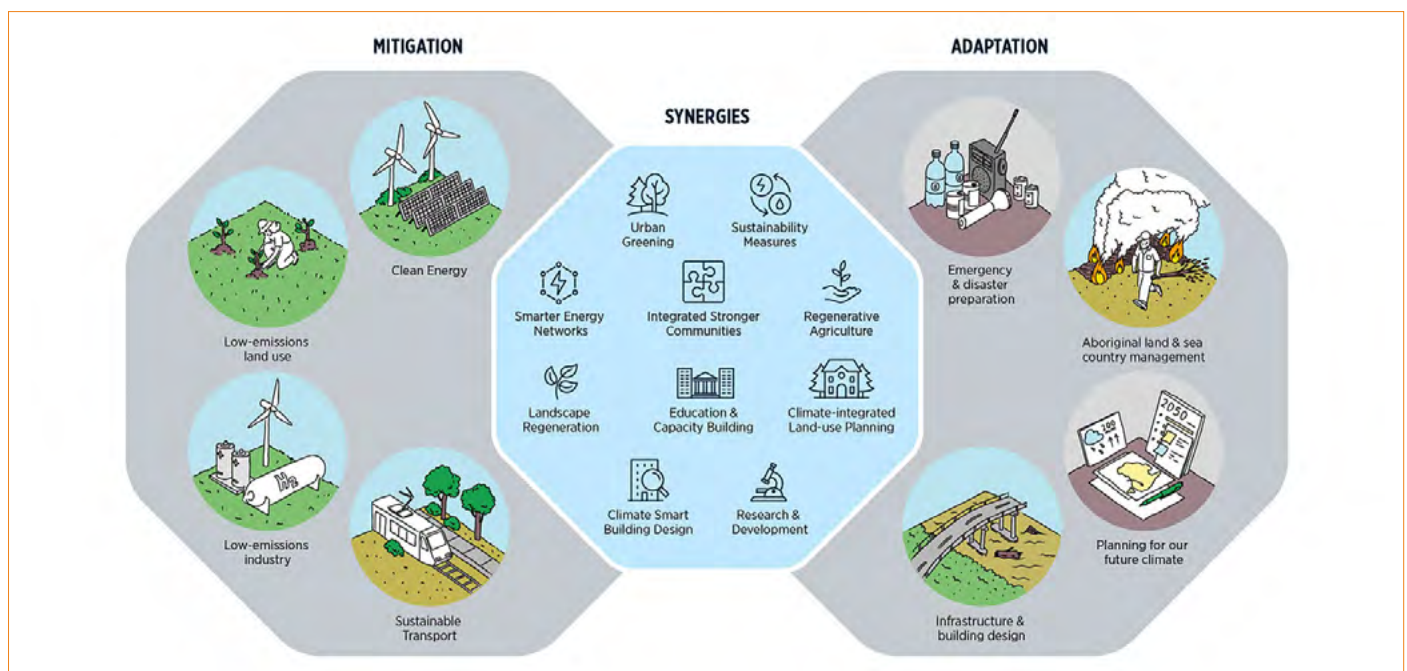 MITIGATION
Clean Energy
Low-emissions
land use
H2
Low-emissions
industry
Sustainable
Transport
SYNERGIES
Urban
Greening
Sustainability
Measures
Smarter Energy
Networks
Integrated Stronger
Communities
Regenerative
Agriculture
Landscape
Regeneration
Education &
Capacity Building
Climate-integrated
Land-use Planning
Climate Smart
Building Design
Research &
Development
ADAPTATION
Emergency
& disaster
preparation
Aboriginal land & sea
country management
2050
Planning for our
future climate
Infrastructure &
building design